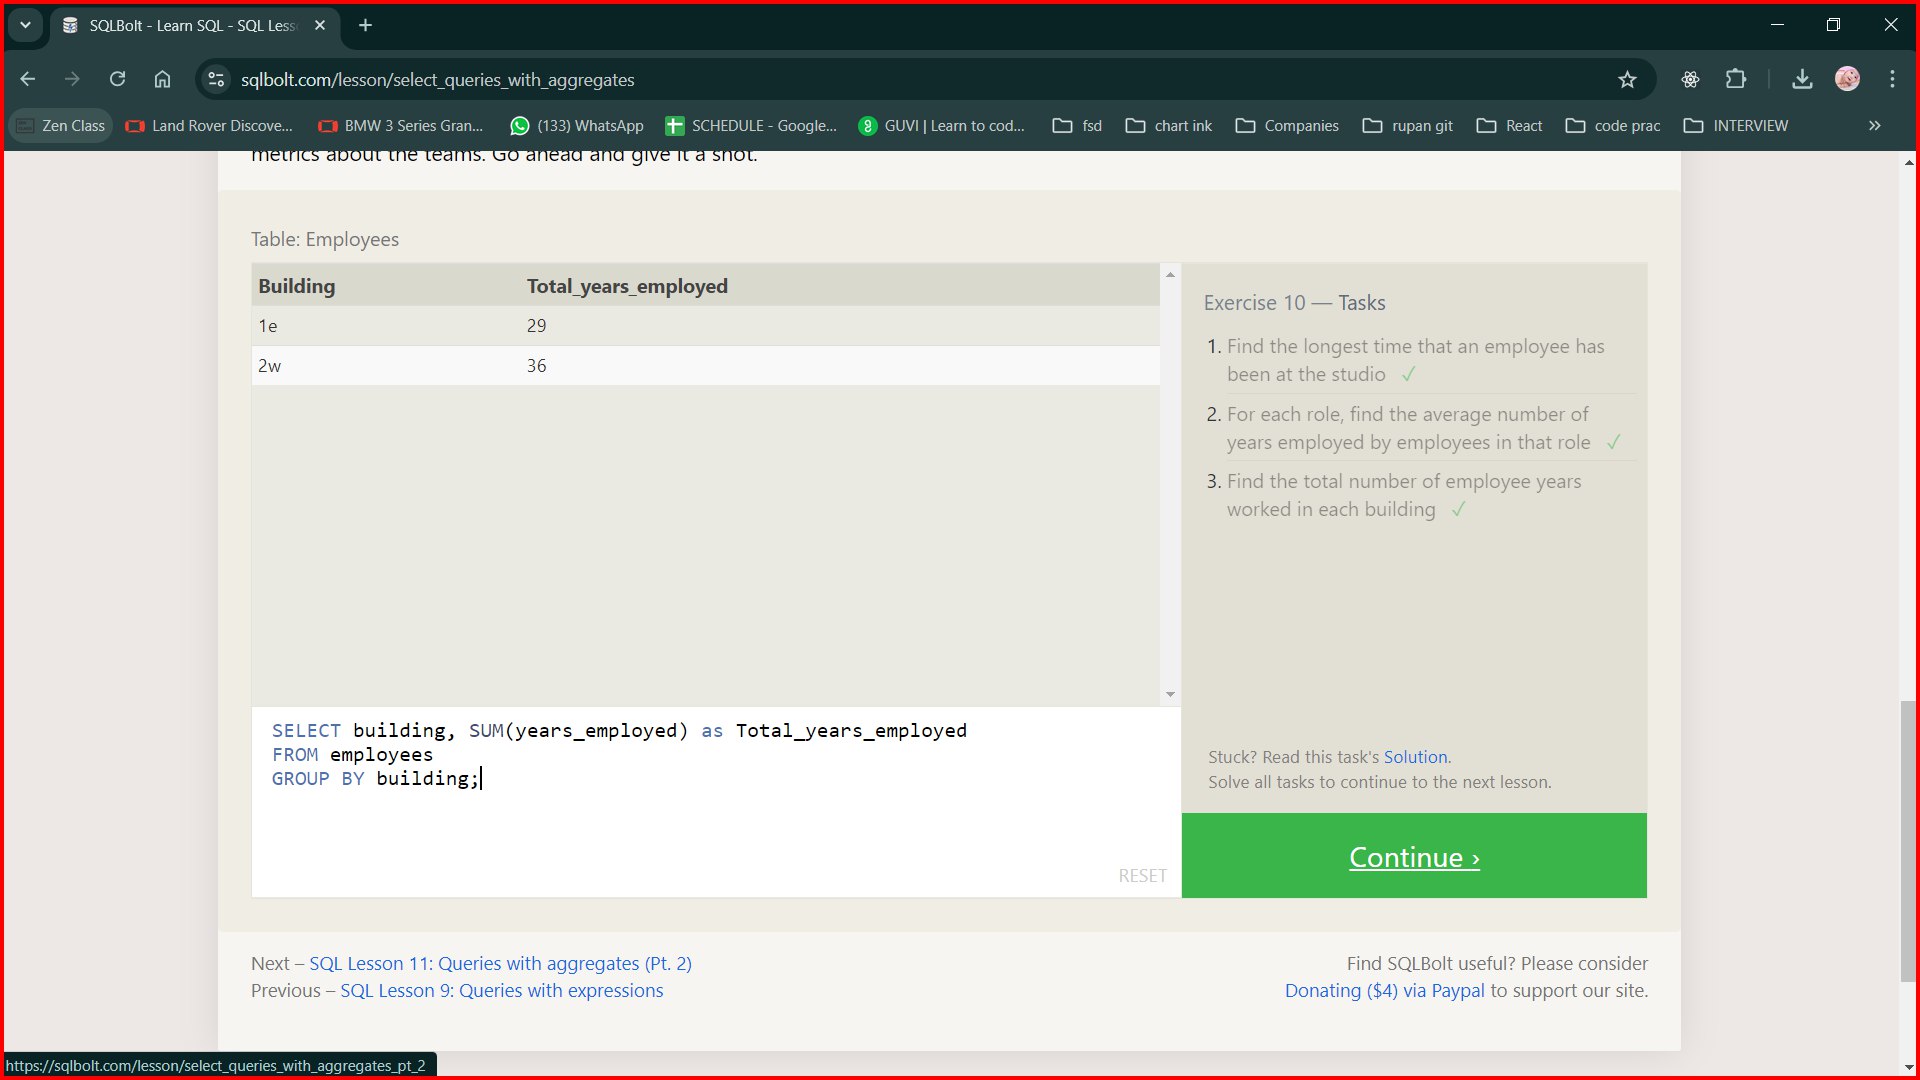 SQLBolt - Learn SQL - SQL Less
sqlbolt.com/lesson/select_queries_with_aggregates
Zen Class
Land Rover Discove...
BMW 3 Series Gran...
(133) WhatsApp
SCHEDULE - Google...
GUVI | Learn to cod...
fsd
chart ink
Companies
rupan git
React
code prac
INTERVIEW
»
metrics about the teams. Go ahead and give it a shot.
Table: Employees
Building Total_years_employed
1e 29
2w 36
SELECT building, SUM(years_employed) as Total_years_employed
FROM employees
GROUP BY building;
RESET
Exercise 10 — Tasks
1. Find the longest time that an employee has
been at the studio ✓
2. For each role, find the average number of
years employed by employees in that role ✓
3. Find the total number of employee years
worked in each building ✓
Stuck? Read this task's Solution.
Solve all tasks to continue to the next lesson.
Continue ›
Next – SQL Lesson 11: Queries with aggregates (Pt. 2)
Previous – SQL Lesson 9: Queries with expressions
Find SQLBolt useful? Please consider
Donating ($4) via Paypal to support our site.
https://sqlbolt.com/lesson/select_queries_with_aggregates_pt_2